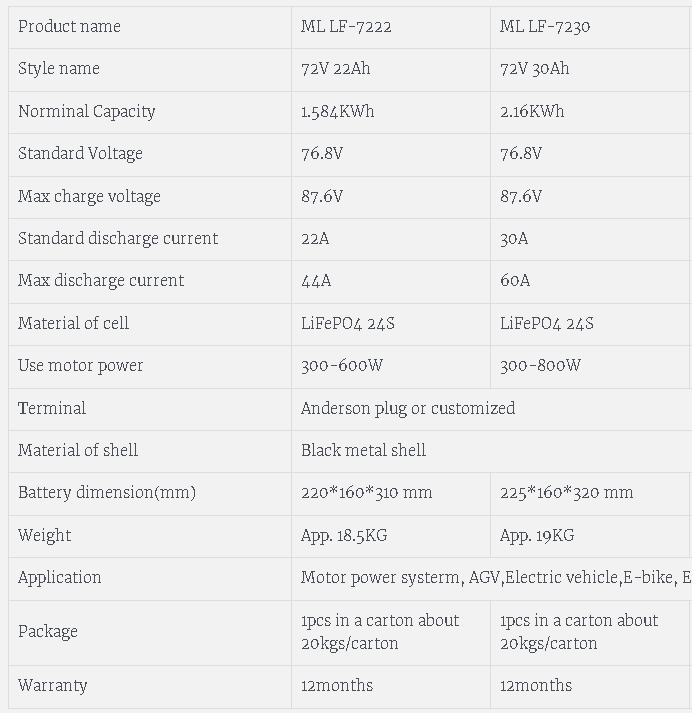 Product name ML LF-7222 ML LF-7230
Style name 72V 22Ah 72V 30Ah
Norminal Capacity 1.584KWh 2.16KWh
Standard Voltage 76.8V 76.8V
Max charge voltage 87.6V 87.6V
Standard discharge current 22A 30A
Max discharge current 44A 60A
Material of cell LiFePO4 24S LiFePO4 24S
Use motor power 300-600W 300-800W
Terminal Anderson plug or customized
Material of shell Black metal shell
Battery dimension(mm) 220*160*310 mm 225*160*320 mm
Weight App. 18.5KG App. 19KG
Application Motor power systerm, AGV,Electric vehicle,E-bike, E
Package 1pcs in a carton about 1pcs in a carton about
20kgs/carton 20kgs/carton
Warranty 12months 12months